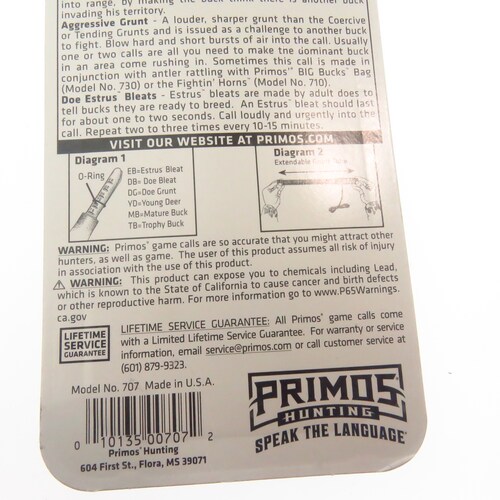 into range, by making the buck think there is another buck
invading his territory.
Aggressive Grunt - A louder, sharper grunt than the Coercive
or Tending Grunts and is issued as a challenge to another buck
to fight. Blow hard and short bursts of air into the call. Usually
one or two calls are all you need to make the dominant buck
in an area come rushing in. Sometimes this call is made in
conjunction with antler rattling with Primos'™ BIG Bucks' Bag
(Model No. 730) or the Fightin' Horns' (Model No. 710).
Doe Estrus Bleats - Estrus bleats are made by adult does to
tell bucks they are ready to breed. An Estrus bleat should last
for about one to two seconds. Call loudly and urgently into the
call. Repeat two to three times every 10-15 minutes.
VISIT OUR WEBSITE AT PRIMOS.COM
Diagram 1
O-Ring
EB=Estrus Bleat
DB= Doe Bleat
DG=Doe Grunt
YD=Young Deer
MB=Mature Buck
TB=Trophy Buck
Diagram 2
Extendable
WARNING: Primos® game calls are so accurate that you might attract other
hunters, as well as game. The user of this product assumes all risk of injury
in association with the use of this product.
⚠ WARNING: This product can expose you to chemicals including Lead,
which is known to the State of California to cause cancer and birth defects
or other reproductive harm. For more information go to www.P65Warnings.
ca.gov
LIFETIME
SERVICE
GUARANTEE
LIFETIME SERVICE GUARANTEE: All Primos® game calls come
with a Limited Lifetime Service Guarantee. For warranty or service
information, email service@primos.com or call customer service at
(601) 879-9323.
Model No. 707 Made in U.S.A.
0 10135 00707 2
Primos® Hunting
604 First St., Flora, MS 39071
PRIMOS®
HUNTING
SPEAK THE LANGUAGE®